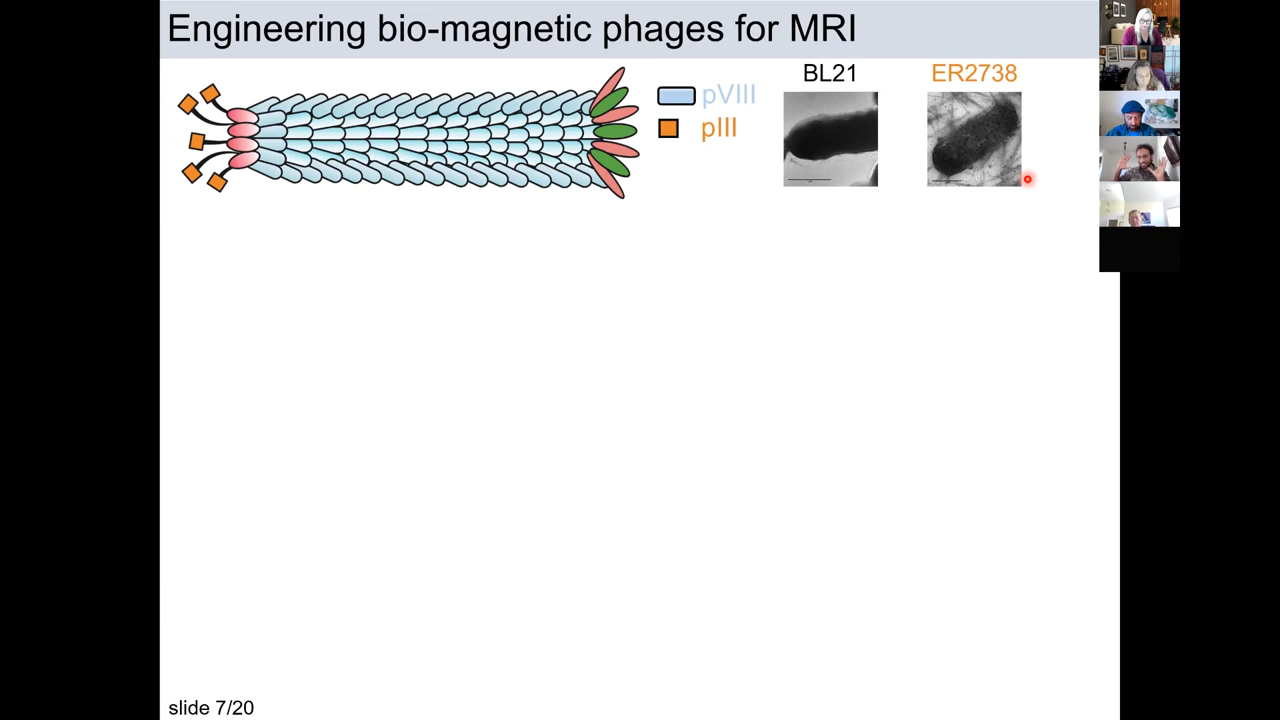 Engineering bio-magnetic phages for MRI
pVIII
pIII
BL21
ER2738
slide 7/20